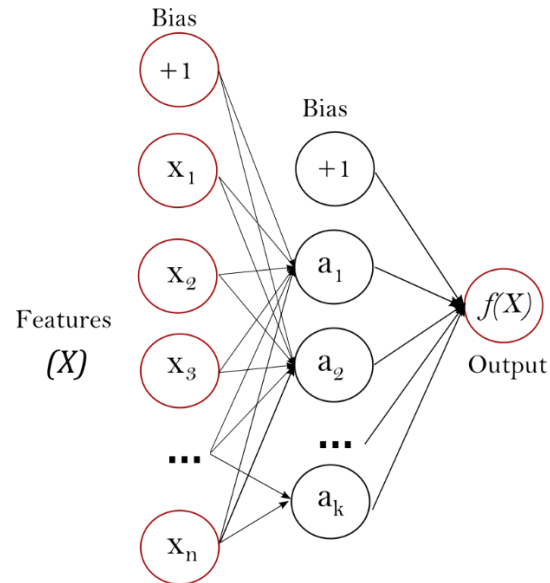 Bias
+1
x₁
x₂
x₃
...
xₙ
Features
(X)
Bias
+1
a₁
a₂
...
aₖ
f(X)
Output